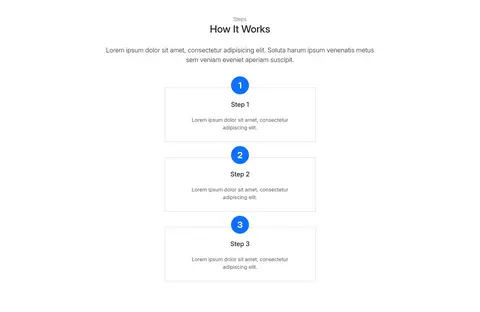 Steps
How It Works
Lorem ipsum dolor sit amet, consectetur adipisicing elit. Soluta harum ipsum venenatis metus
sem veniam eveniet aperiam suscipit.
1
Step 1
Lorem ipsum dolor sit amet, consectetur
adipiscing elit.
2
Step 2
Lorem ipsum dolor sit amet, consectetur
adipiscing elit.
3
Step 3
Lorem ipsum dolor sit amet, consectetur
adipiscing elit.